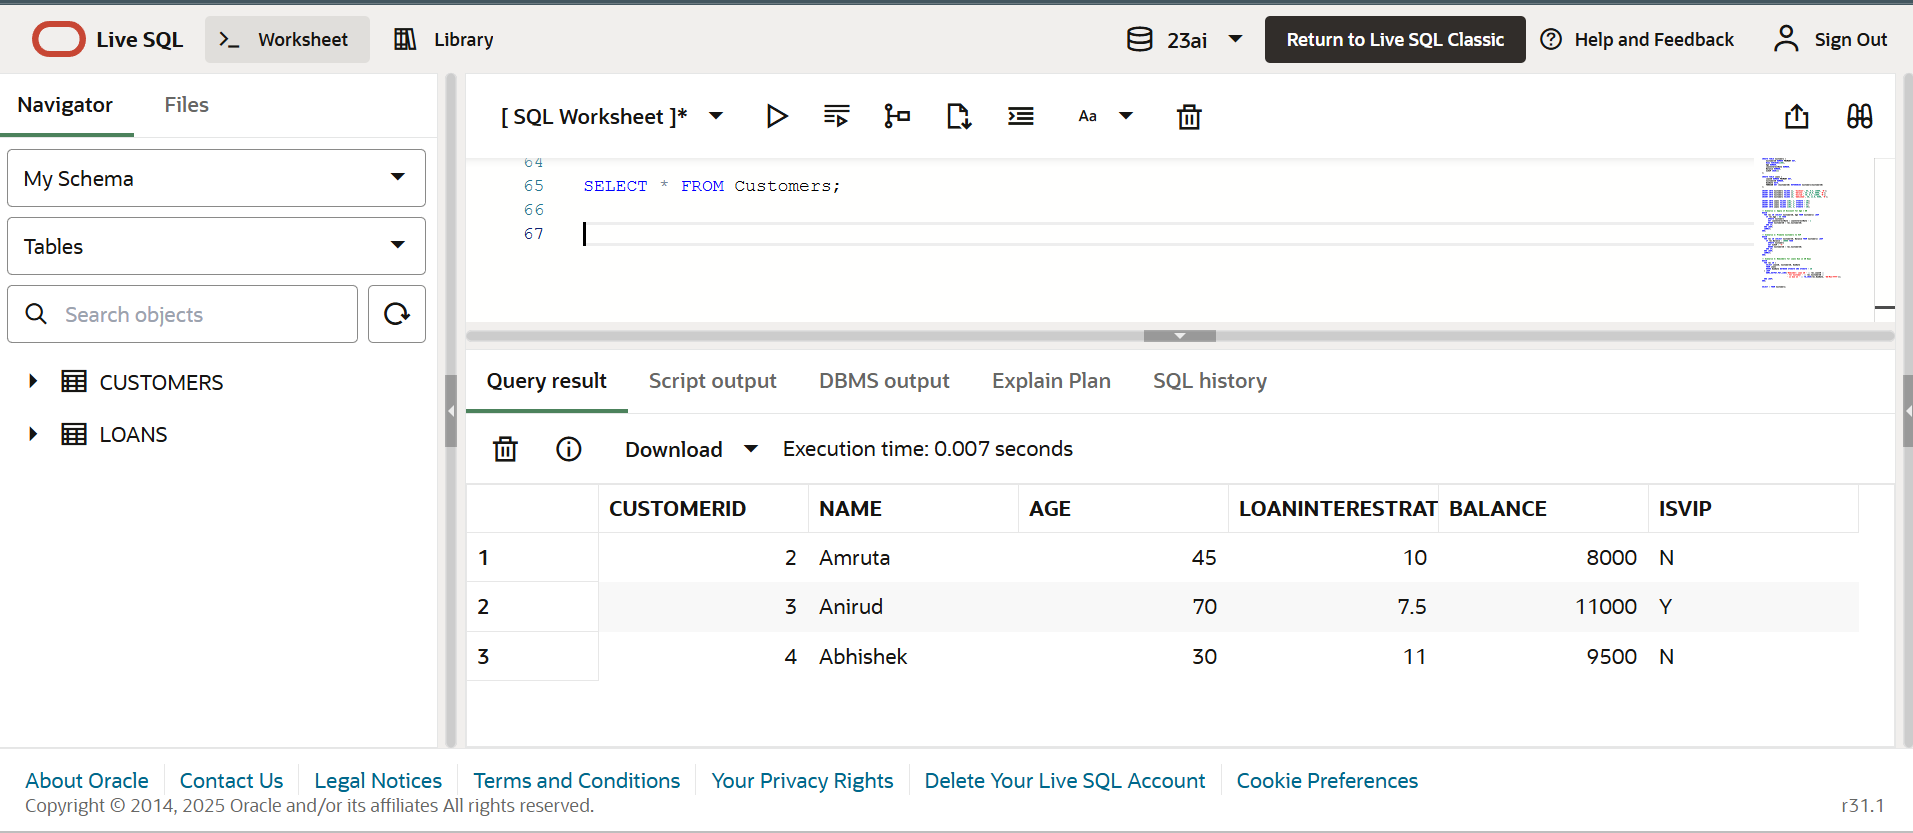 Live SQL
Worksheet
Library
23ai
Return to Live SQL Classic
Help and Feedback
Sign Out
Navigator
Files
My Schema
Tables
Search objects
CUSTOMERS
LOANS
[ SQL Worksheet ]*
Aa
64
65 SELECT * FROM Customers;
66
67
Query result
Script output
DBMS output
Explain Plan
SQL history
Download
Execution time: 0.007 seconds
CUSTOMERID NAME AGE LOANINTERESTRAT BALANCE ISVIP
1 2 Amruta 45 10 8000 N
2 3 Anirud 70 7.5 11000 Y
3 4 Abhishek 30 11 9500 N
About Oracle
Contact Us
Legal Notices
Terms and Conditions
Your Privacy Rights
Delete Your Live SQL Account
Cookie Preferences
Copyright © 2014, 2025 Oracle and/or its affiliates All rights reserved.
r31.1